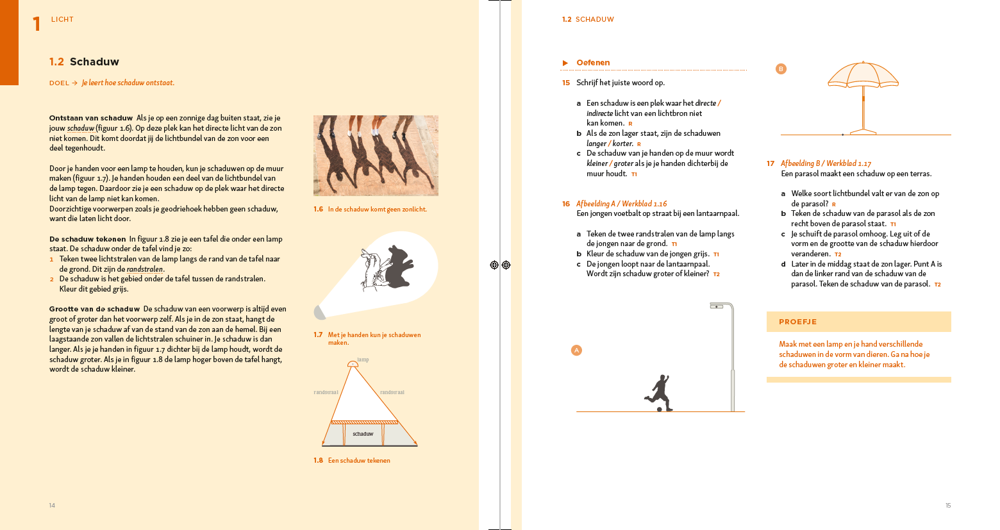 1 LICHT
1.2 Schaduw
DOEL → Je leert hoe schaduw ontstaat.
Ontstaan van schaduw Als je op een zonnige dag buiten staat, zie je
jouw schaduw (figuur 1.6). Op deze plek kan het directe licht van de zon
niet komen. Dit komt doordat jij de lichtbundel van de zon voor een
deel tegenhoudt.
Door je handen voor een lamp te houden, kun je schaduwen op de muur
maken (figuur 1.7). Je handen houden een deel van de lichtbundel van
de lamp tegen. Daardoor zie je een schaduw op de plek waar het directe
licht van de lamp niet kan komen.
Doorzichtige voorwerpen zoals je geodriehoek hebben geen schaduw,
want die laten licht door.
De schaduw tekenen In figuur 1.8 zie je een tafel die onder een lamp
staat. De schaduw onder de tafel vind je zo:
1 Teken twee lichtstralen van de lamp langs de rand van de tafel naar
de grond. Dit zijn de randstralen.
2 De schaduw is het gebied onder de tafel tussen de randstralen.
Kleur dit gebied grijs.
Grootte van de schaduw De schaduw van een voorwerp is altijd even
groot of groter dan het voorwerp zelf. Als je in de zon staat, hangt de
lengte van je schaduw af van de stand van de zon aan de hemel. Bij een
laagstaande zon vallen de lichtstralen schuiner in. Je schaduw is dan
langer. Als je je handen in figuur 1.7 dichter bij de lamp houdt, wordt de
schaduw groter. Als je in figuur 1.8 de lamp hoger boven de tafel hangt,
wordt de schaduw kleiner.
1.6 In de schaduw komt geen zonlicht.
1.7 Met je handen kun je schaduwen
maken.
lamp
randstraal randstraal
schaduw
1.8 Een schaduw tekenen
14
1.2 SCHADUW
Oefenen
15 Schrijf het juiste woord op.
a Een schaduw is een plek waar het directe /
indirecte licht van een lichtbron niet
kan komen. R
b Als de zon lager staat, zijn de schaduwen
langer / korter. R
c De schaduw van je handen op de muur wordt
kleiner / groter als je je handen dichterbij de
muur houdt. T1
16 Afbeelding A / Werkblad 1.16
Een jongen voetbalt op straat bij een lantaarnpaal.
a Teken de twee randstralen van de lamp langs
de jongen naar de grond. T1
b Kleur de schaduw van de jongen grijs. T1
c De jongen loopt naar de lantaarnpaal.
Wordt zijn schaduw groter of kleiner? T2
A
B
17 Afbeelding B / Werkblad 1.17
Een parasol maakt een schaduw op een terras.
a Welke soort lichtbundel valt er van de zon op
de parasol? R
b Teken de schaduw van de parasol als de zon
recht boven de parasol staat. T1
c Je schuift de parasol omhoog. Leg uit of de
vorm en de grootte van de schaduw hierdoor
veranderen. T2
d Later in de middag staat de zon lager. Punt A is
dan de linker rand van de schaduw van de
parasol. Teken de schaduw van de parasol. T2
PROEFJE
Maak met een lamp en je hand verschillende
schaduwen in de vorm van dieren. Ga na hoe je
de schaduwen groter en kleiner maakt.
15